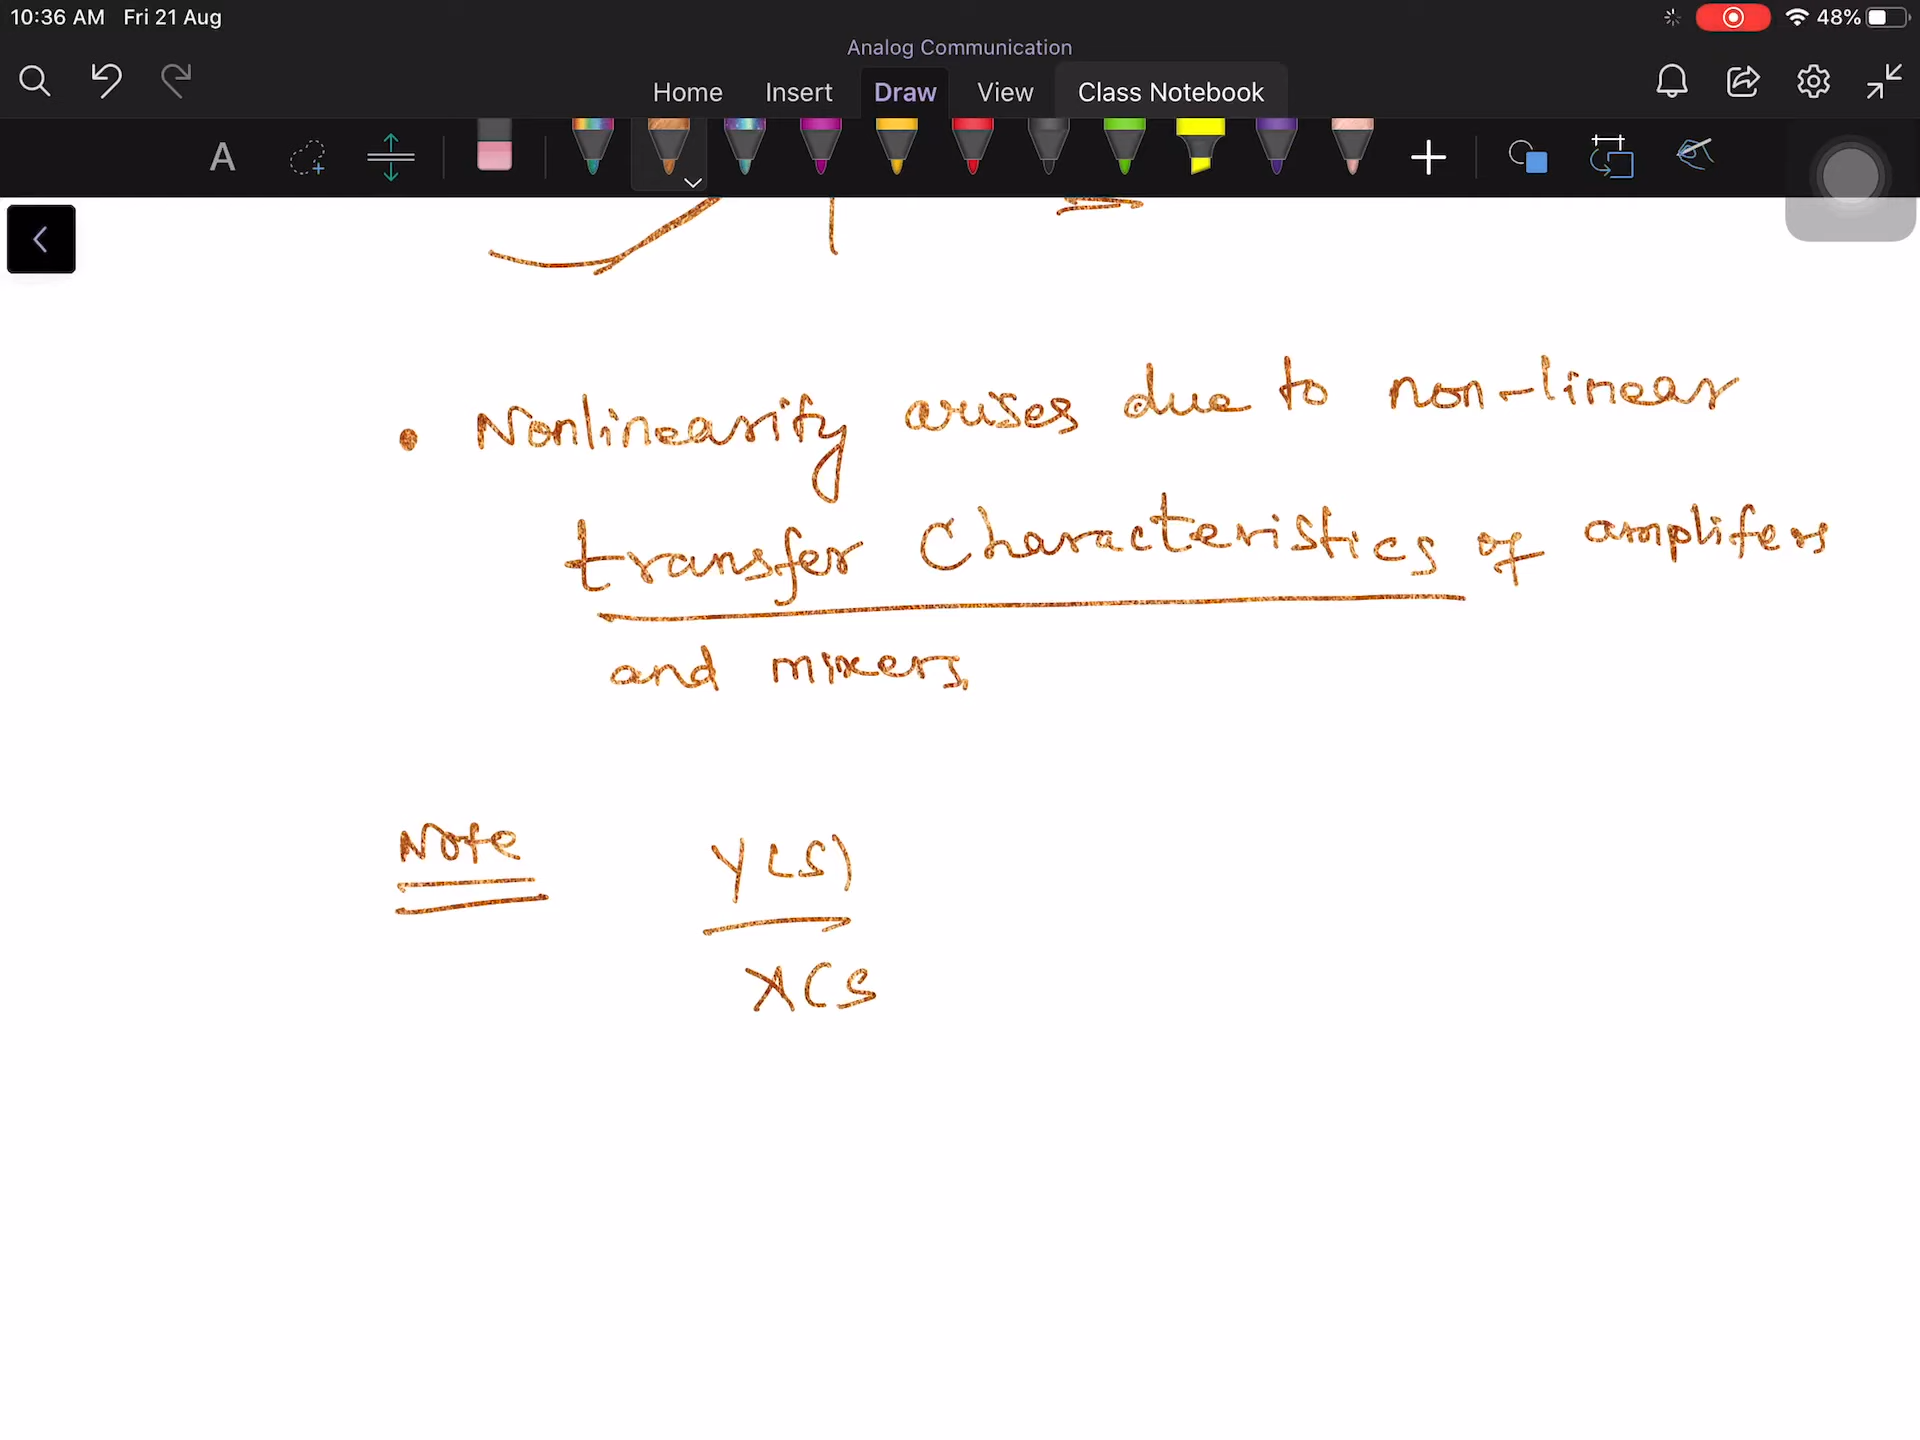 10:36 AM Fri 21 Aug
48%
Analog Communication
Home Insert Draw View Class Notebook
A
• Nonlinearity arises due to non-linear
transfer Characteristics of amplifers
and mixers,
Note Y(S)
X(S